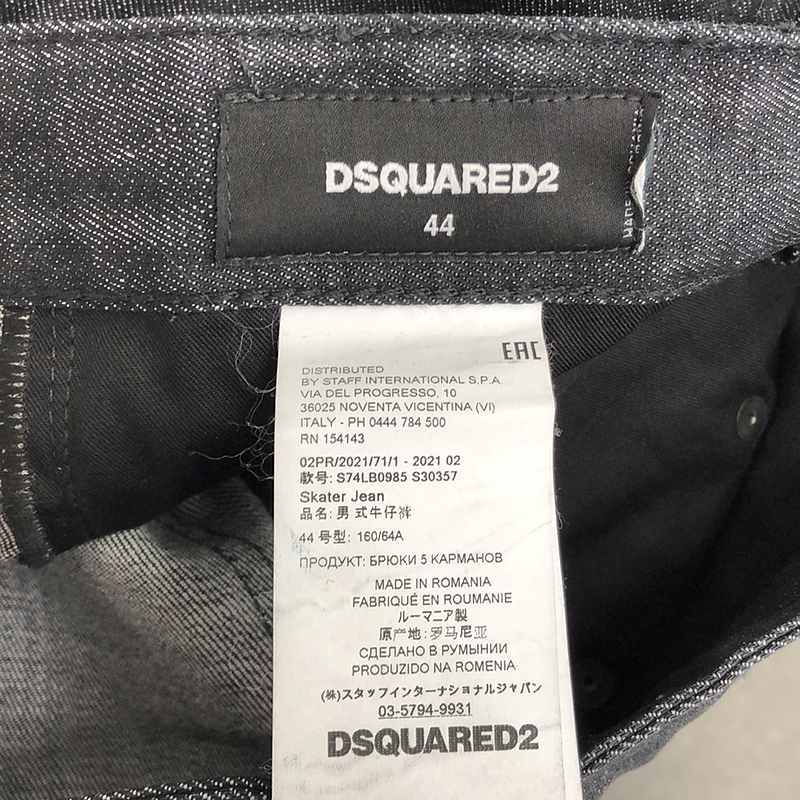 DSQUARED2
44
MADE
EAC
DISTRIBUTED
BY STAFF INTERNATIONAL S.P.A.
VIA DEL PROGRESSO, 10
36025 NOVENTA VICENTINA (VI)
ITALY - PH 0444 784 500
RN 154143
02PR/2021/71/1 - 2021 02
款号: S74LB0985 S30357
Skater Jean
品名: 男式牛仔裤
44 号型: 160/64A
ПРОДУКТ: БРЮКИ 5 КАРМАНОВ
MADE IN ROMANIA
FABRIQUÉ EN ROUMANIE
ルーマニア製
原产地: 罗马尼亚
СДЕЛАНО В РУМЫНИИ
PRODUZIDO NA ROMENIA
(株)スタッフインターナショナルジャパン
03-5794-9931
DSQUARED2